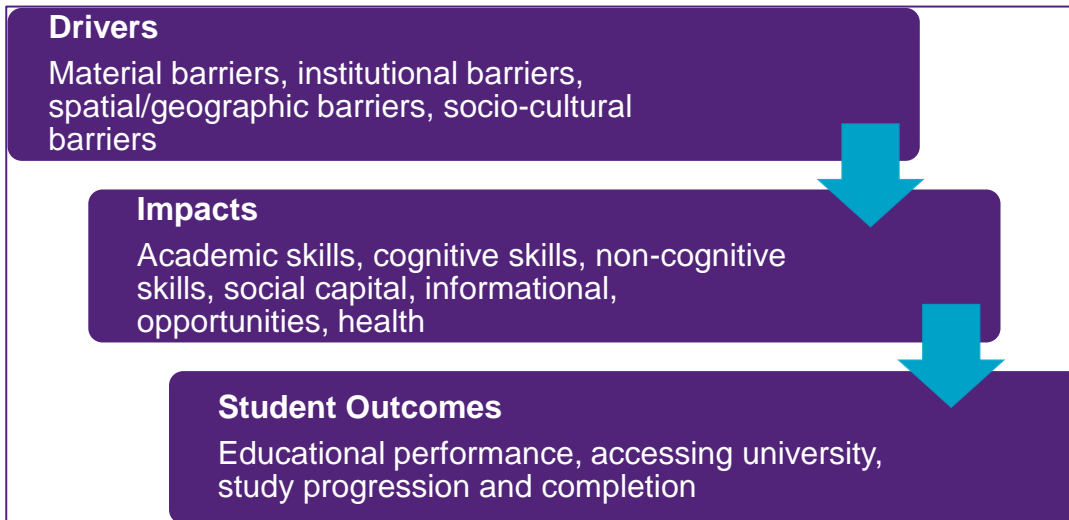 Drivers
Material barriers, institutional barriers,
spatial/geographic barriers, socio-cultural
barriers
Impacts
Academic skills, cognitive skills, non-cognitive
skills, social capital, informational,
opportunities, health
Student Outcomes
Educational performance, accessing university,
study progression and completion